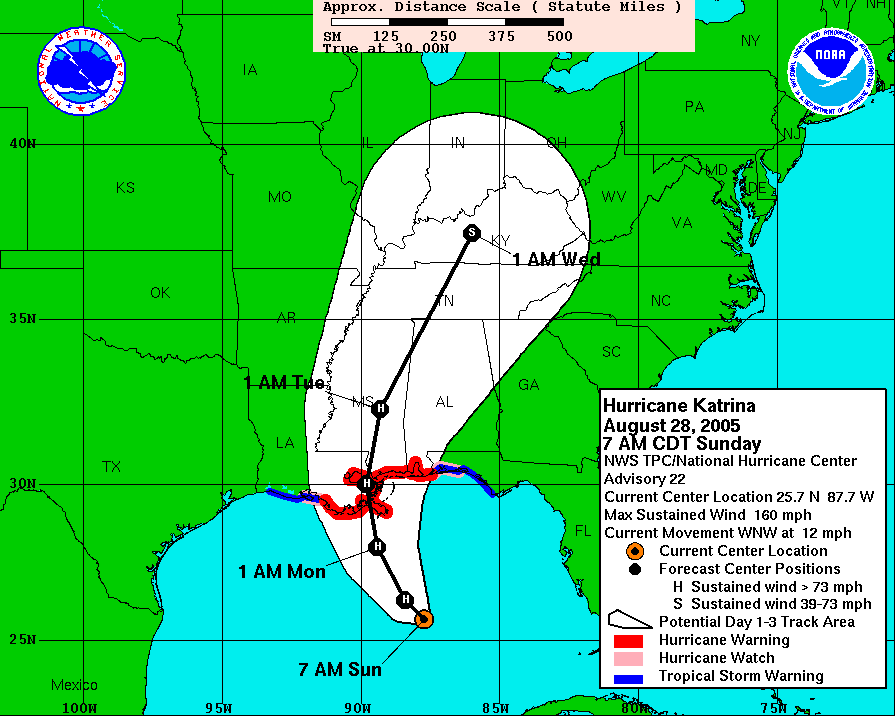 Approx. Distance Scale ( Statute Miles )
SM 125 250 375 500
True at 30.00N
NATIONAL WEATHER SERVICE
NOAA
VT NH
NY
IA
PA
NJ
40N
IL IN OH
MD
DE
KS
MO
WV
VA
S
KY
1 AM Wed
OK
TN
NC
35N
AR
SC
1 AM Tue
GA
MS
H
AL
LA
TX
30N
H
FL
H
1 AM Mon
H
25N
7 AM Sun
Mexico
100W 95W 90W 85W 80W 75W
Hurricane Katrina
August 28, 2005
7 AM CDT Sunday
NWS TPC/National Hurricane Center
Advisory 22
Current Center Location 25.7 N 87.7 W
Max Sustained Wind 160 mph
Current Movement WNW at 12 mph
Current Center Location
Forecast Center Positions
H Sustained wind > 73 mph
S Sustained wind 39-73 mph
Potential Day 1-3 Track Area
Hurricane Warning
Hurricane Watch
Tropical Storm Warning